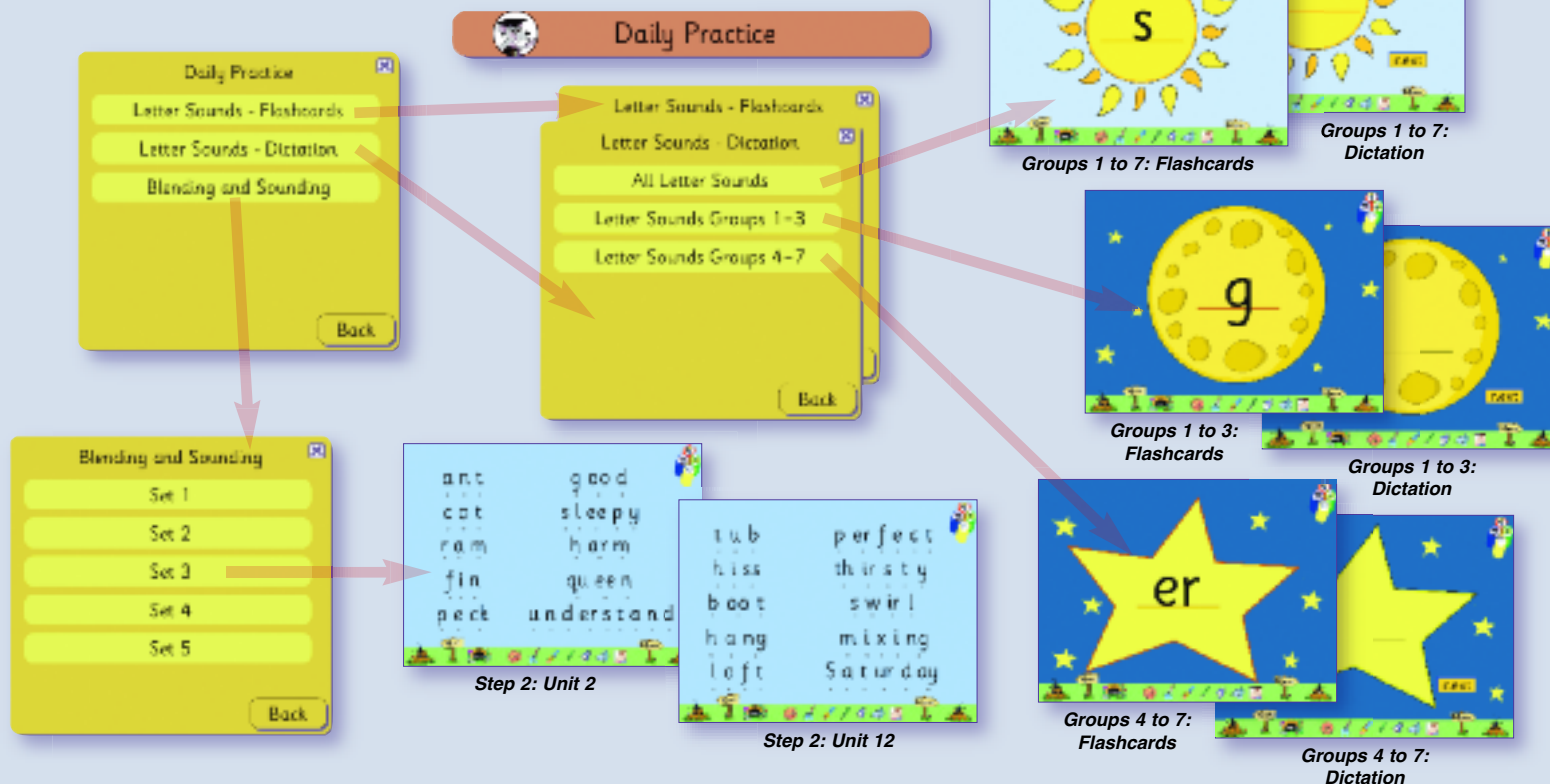 Daily Practice
Daily Practice
Letter Sounds - Flashcards
Letter Sounds - Dictation
Blending and Sounding
Back
Letter Sounds - Flashcards
Letter Sounds - Dictation
All Letter Sounds
Letter Sounds Groups 1-3
Letter Sounds Groups 4-7
Back
s
Groups 1 to 7: Flashcards
next
Groups 1 to 7:
Dictation
g
Groups 1 to 3:
Flashcards
next
Groups 1 to 3:
Dictation
er
Groups 4 to 7:
Flashcards
next
Groups 4 to 7:
Dictation
Blending and Sounding
Set 1
Set 2
Set 3
Set 4
Set 5
Back
ant good
cat sleepy
ram harm
fin queen
peck understand
Step 2: Unit 2
tub perfect
hiss thirsty
boat swirl
hang mixing
loft Saturday
Step 2: Unit 12